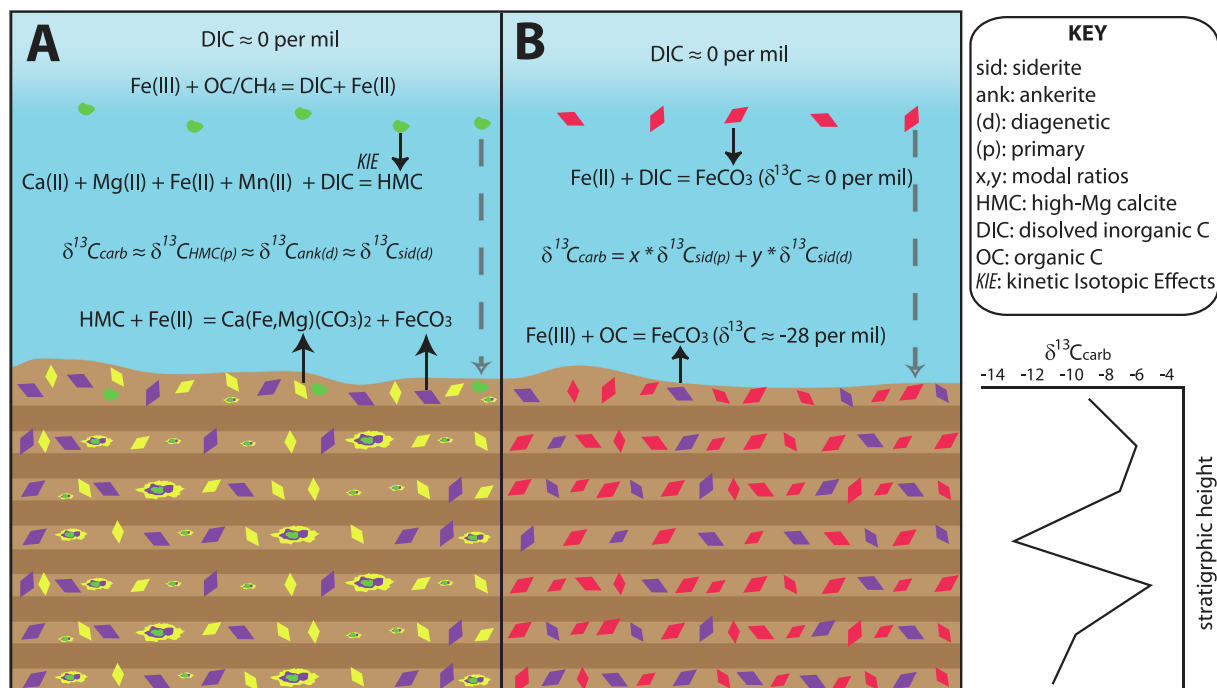 A
DIC ≈ 0 per mil
Fe(III) + OC/CH₄ = DIC+ Fe(II)
KIE
Ca(II) + Mg(II) + Fe(II) + Mn(II) + DIC = HMC
δ¹³Ccarb ≈ δ¹³CHMC(p) ≈ δ¹³Cank(d) ≈ δ¹³Csid(d)
HMC + Fe(II) = Ca(Fe,Mg)(CO₃)₂ + FeCO₃
B
DIC ≈ 0 per mil
Fe(II) + DIC = FeCO₃ (δ¹³C ≈ 0 per mil)
δ¹³Ccarb = x * δ¹³Csid(p) + y * δ¹³Csid(d)
Fe(III) + OC = FeCO₃ (δ¹³C ≈ -28 per mil)
KEY
sid: siderite
ank: ankerite
(d): diagenetic
(p): primary
x,y: modal ratios
HMC: high-Mg calcite
DIC: disolved inorganic C
OC: organic C
KIE: kinetic Isotopic Effects
δ¹³Ccarb
-14 -12 -10 -8 -6 -4
stratigrphic height